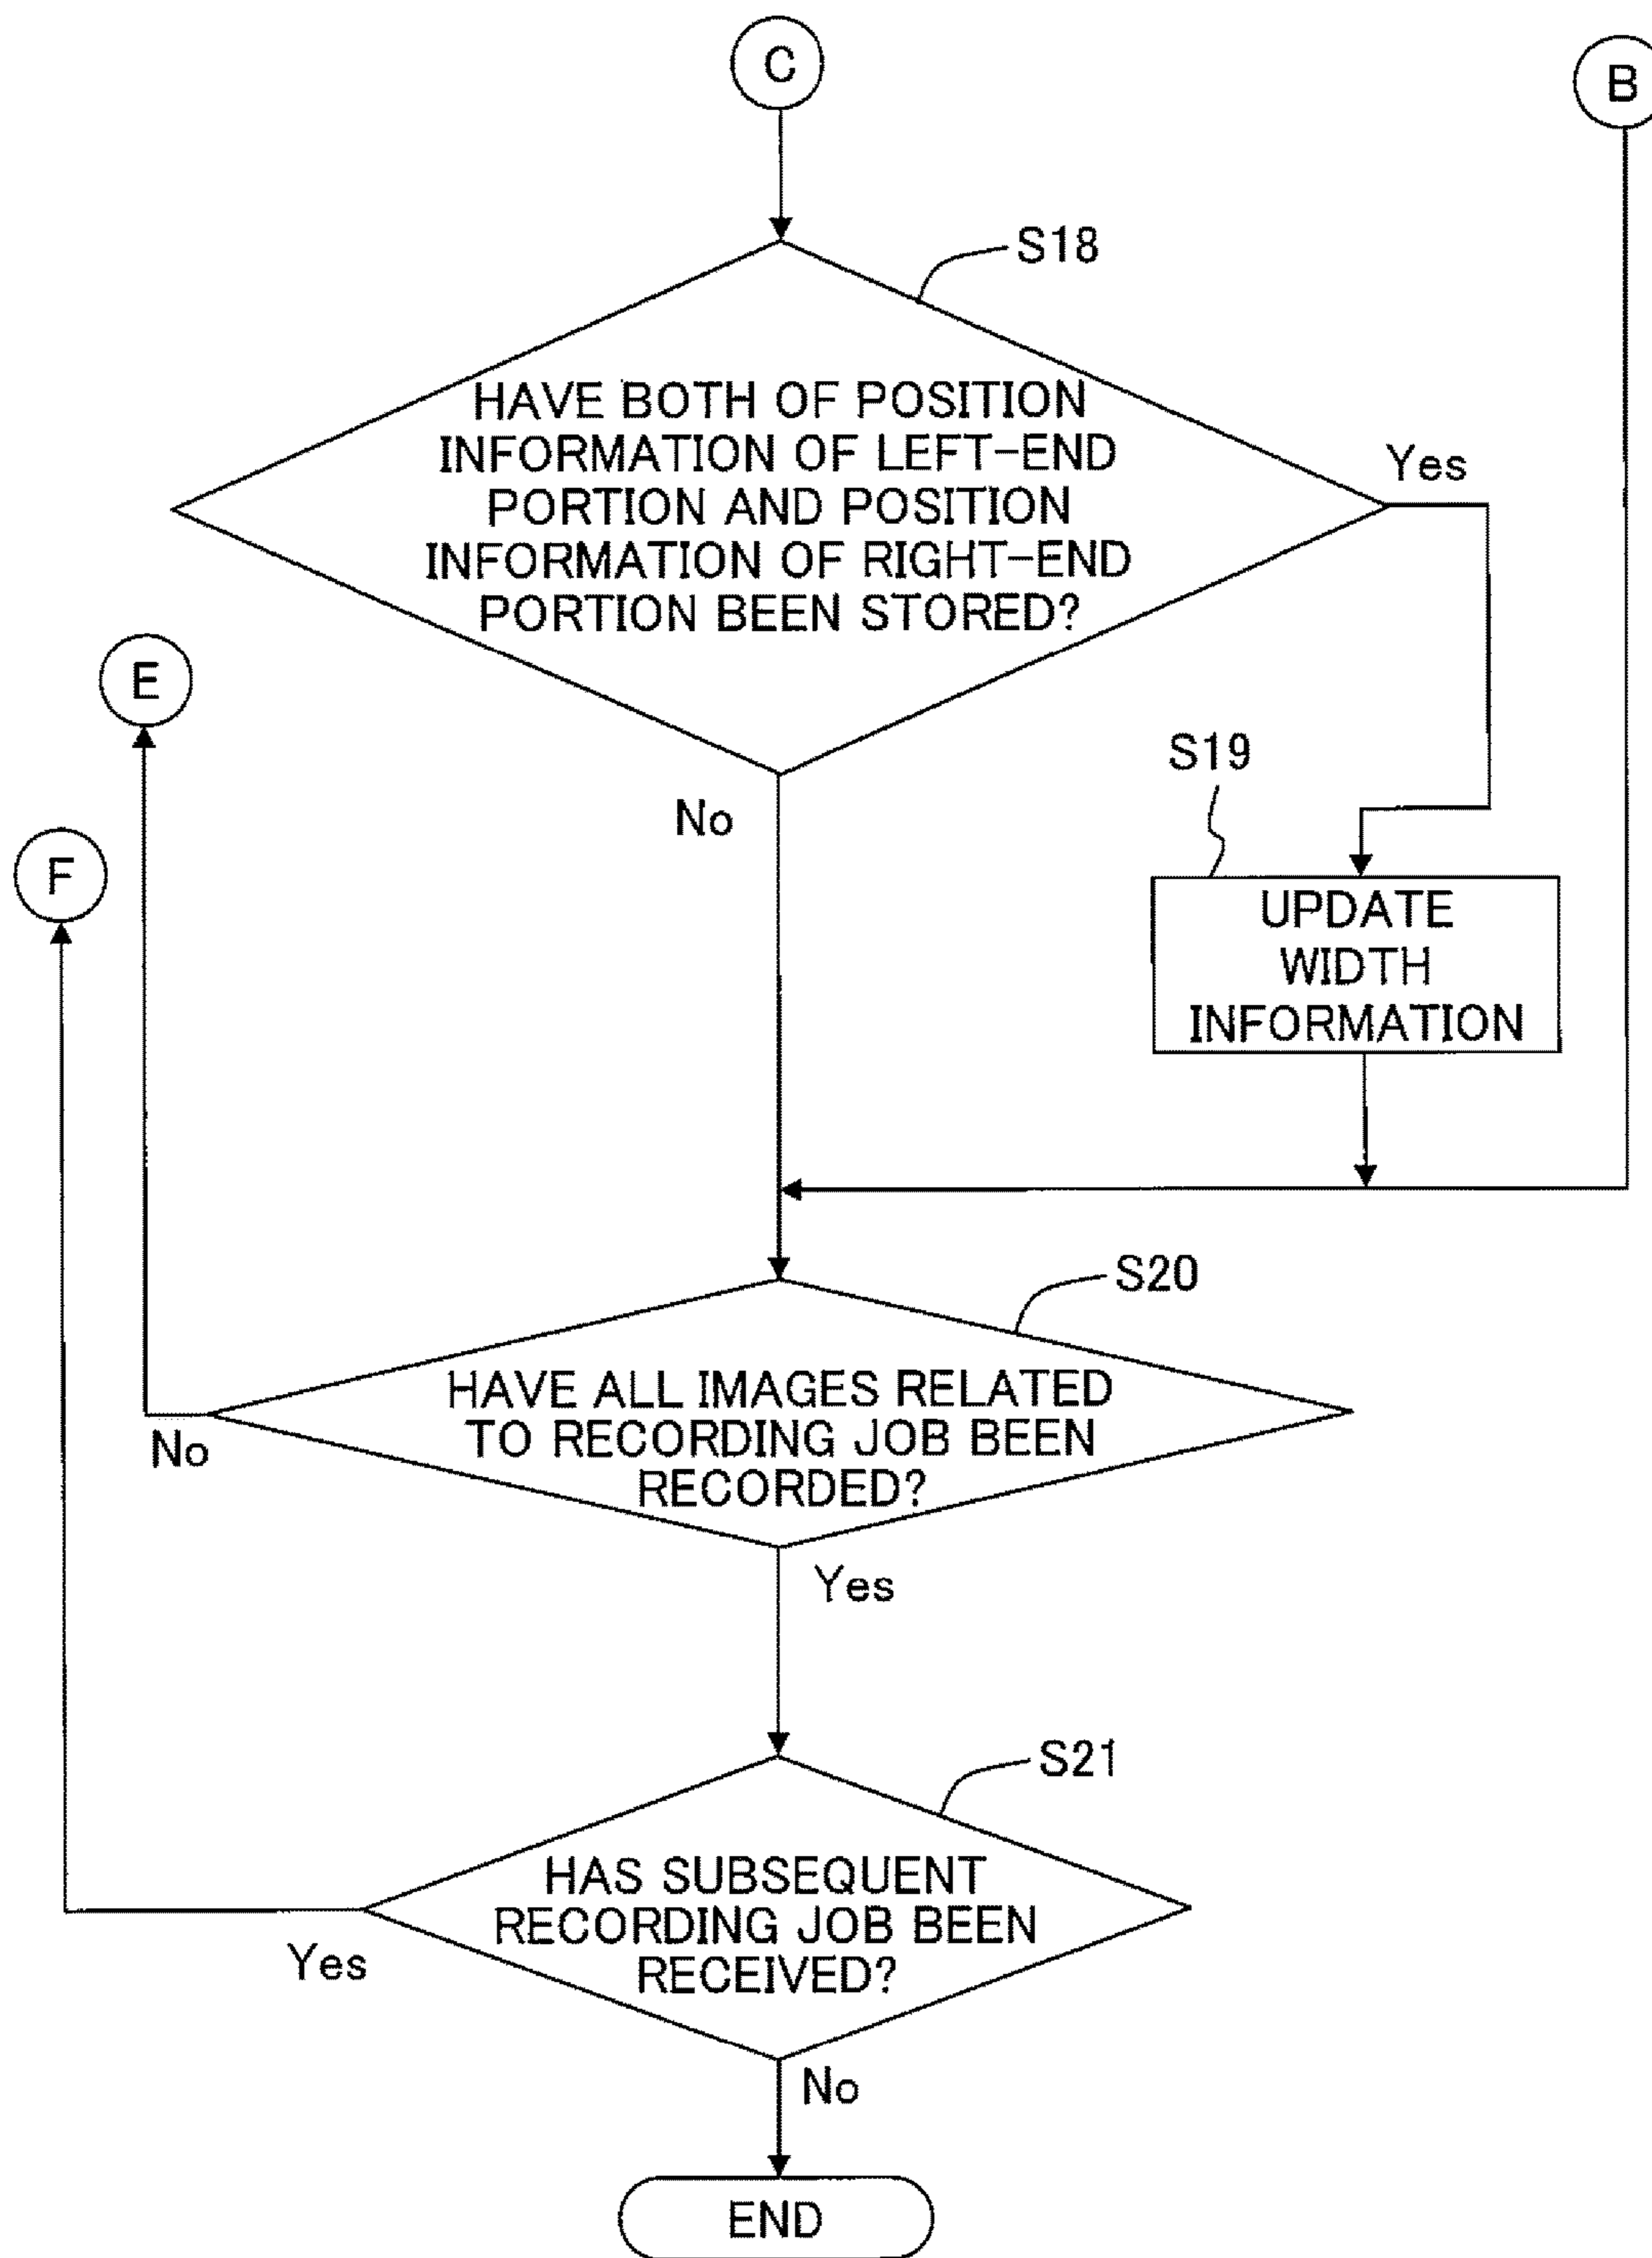 C
B
S18
HAVE BOTH OF POSITION
INFORMATION OF LEFT-END
PORTION AND POSITION
INFORMATION OF RIGHT-END
PORTION BEEN STORED?
Yes
E
S19
No
F
UPDATE
WIDTH
INFORMATION
S20
HAVE ALL IMAGES RELATED
TO RECORDING JOB BEEN
RECORDED?
No
Yes
S21
HAS SUBSEQUENT
RECORDING JOB BEEN
RECEIVED?
Yes
No
END